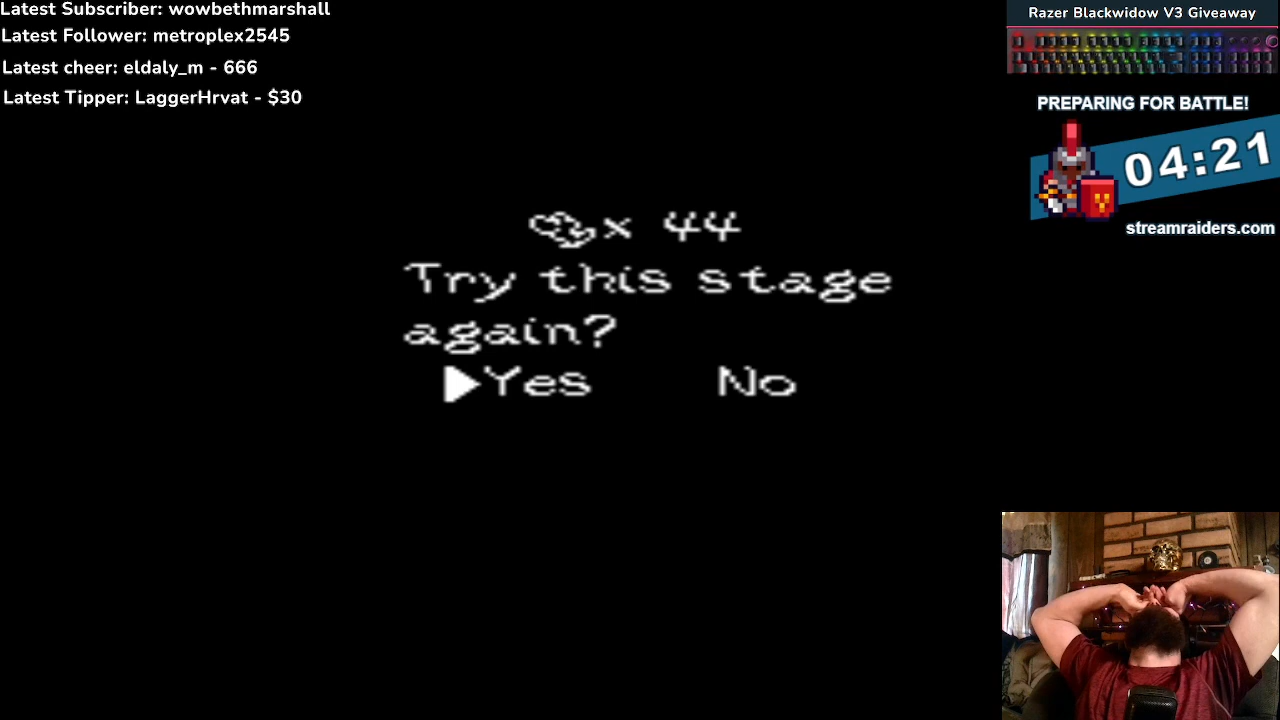 Latest Subscriber: wowbethmarshall
Latest Follower: metroplex2545
Latest cheer: eldaly_m - 666
Latest Tipper: LaggerHrvat - $30
Razer Blackwidow V3 Giveaway
PREPARING FOR BATTLE!
04:21
streamraiders.com
x 44
Try this stage
again?
Yes No